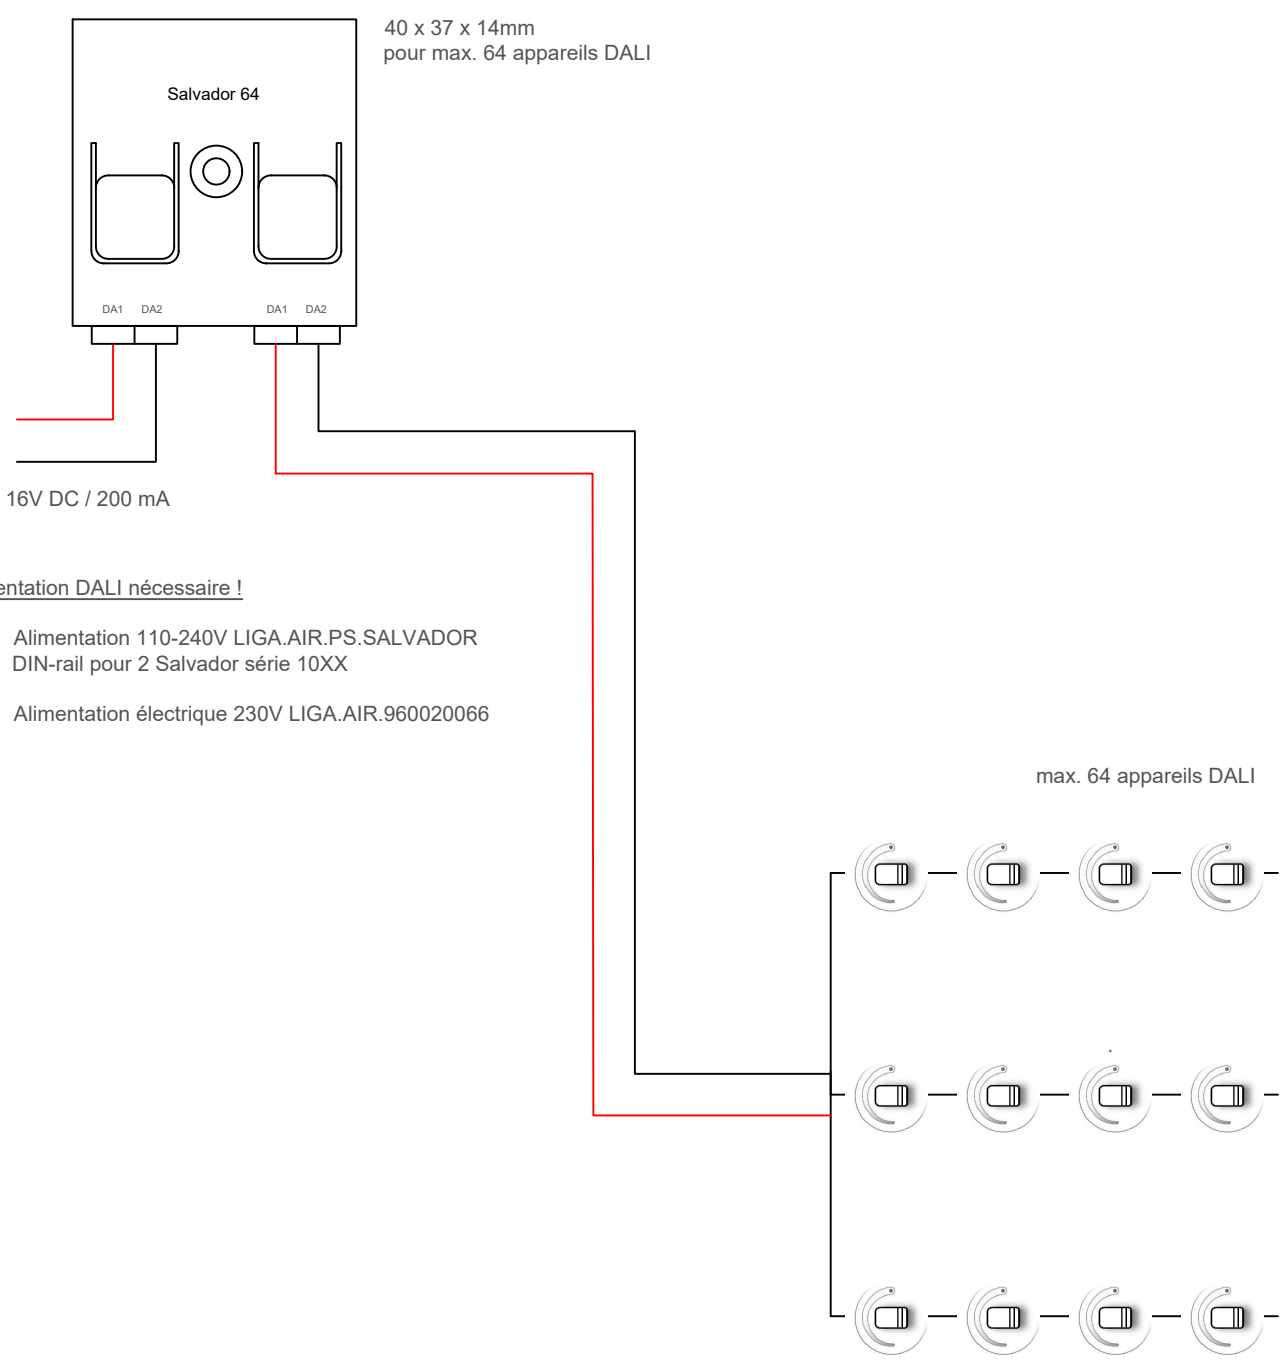 40 x 37 x 14mm
pour max. 64 appareils DALI
Salvador 64
DA1 DA2 DA1 DA2
16V DC / 200 mA
entation DALI nécessaire !
Alimentation 110-240V LIGA.AIR.PS.SALVADOR
DIN-rail pour 2 Salvador série 10XX
Alimentation électrique 230V LIGA.AIR.960020066
max. 64 appareils DALI